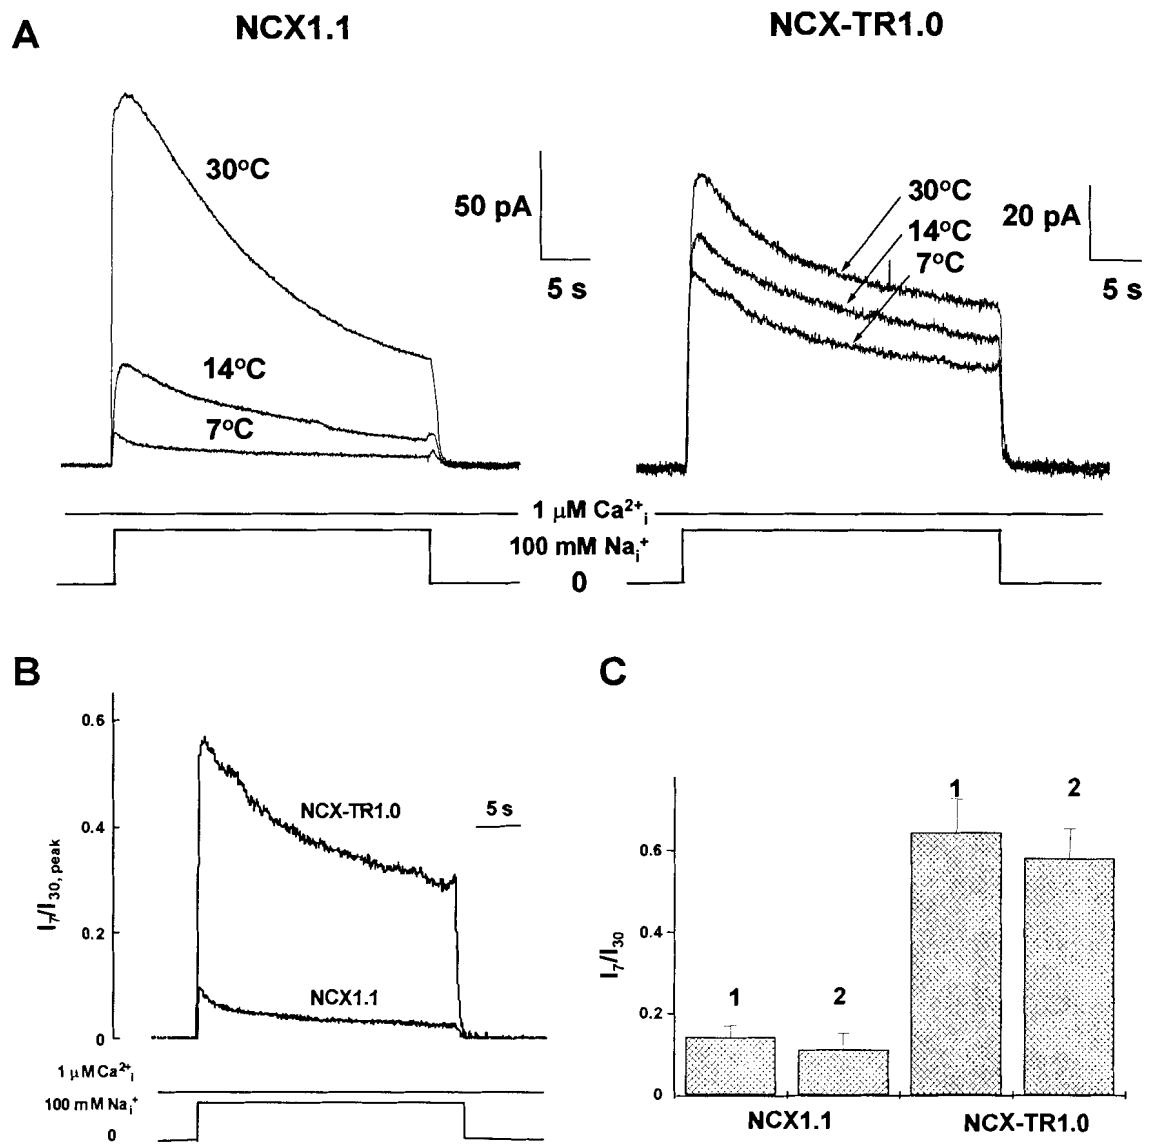 A
NCX1.1
NCX-TR1.0
30°C
14°C
7°C
50 pA
5 s
30°C
14°C
7°C
20 pA
5 s
1 μM Ca²⁺ᵢ
100 mM Naᵢ⁺
0
B
I₇/I₃₀, peak
0.6
0.4
0.2
0
NCX-TR1.0
5 s
NCX1.1
1 μM Ca²⁺ᵢ
100 mM Naᵢ⁺
0
C
I₇/I₃₀
0.6
0.4
0.2
0
1
2
1
2
NCX1.1
NCX-TR1.0